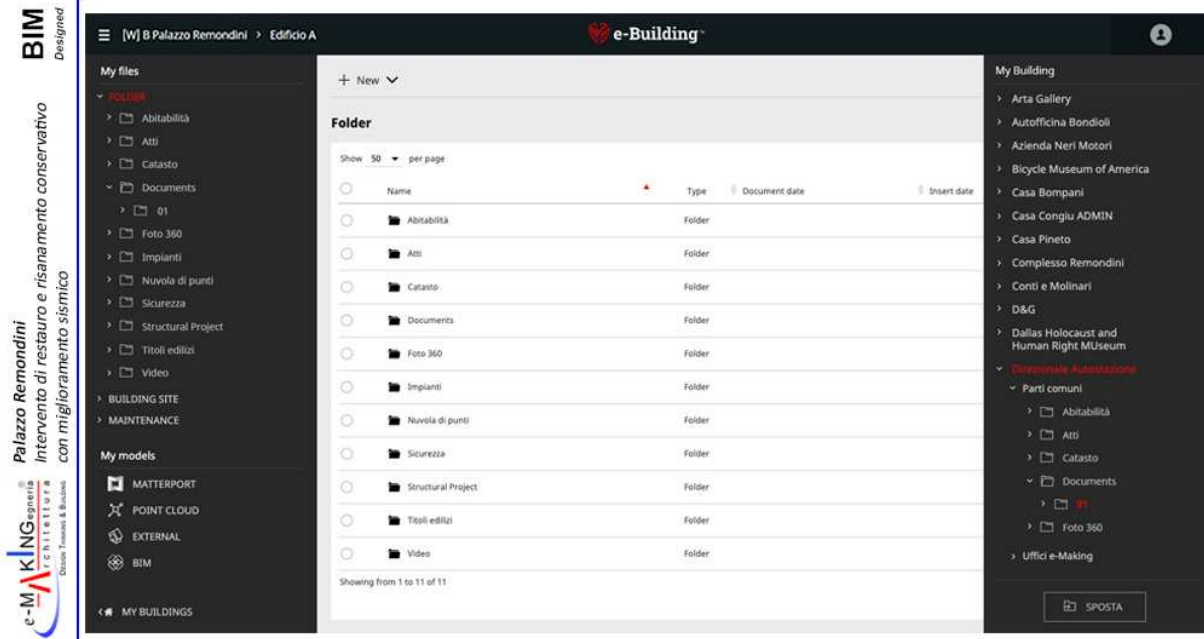 BIM
Designed
Palazzo Remondini
Intervento di restauro e risanamento conservativo
con miglioramento sismico
e-MAKINGegneria
Architettura
Design Thinking & Building
[W] B Palazzo Remondini > Edificio A
e-Building
My files
FOLDER
Abitabilità
Atti
Catasto
Documents
01
Foto 360
Impianti
Nuvola di punti
Sicurezza
Structural Project
Titoli edilizi
Video
BUILDING SITE
MAINTENANCE
My models
MATTERPORT
POINT CLOUD
EXTERNAL
BIM
MY BUILDINGS
+ New
Folder
Show 50 per page
Name Type Document date Insert date
Abitabilità Folder
Atti Folder
Catasto Folder
Documents Folder
Foto 360 Folder
Impianti Folder
Nuvola di punti Folder
Sicurezza Folder
Structural Project Folder
Titoli edilizi Folder
Video Folder
Showing from 1 to 11 of 11
My Building
Arta Gallery
Autofficina Bondioli
Azienda Neri Motori
Bicycle Museum of America
Casa Bompani
Casa Congiu ADMIN
Casa Pineto
Complesso Remondini
Conti e Molinari
D&G
Dallas Holocaust and
Human Right MUseum
Direzionale Autostazione
Parti comuni
Abitabilità
Atti
Catasto
Documents
01
Foto 360
Uffici e-Making
SPOSTA